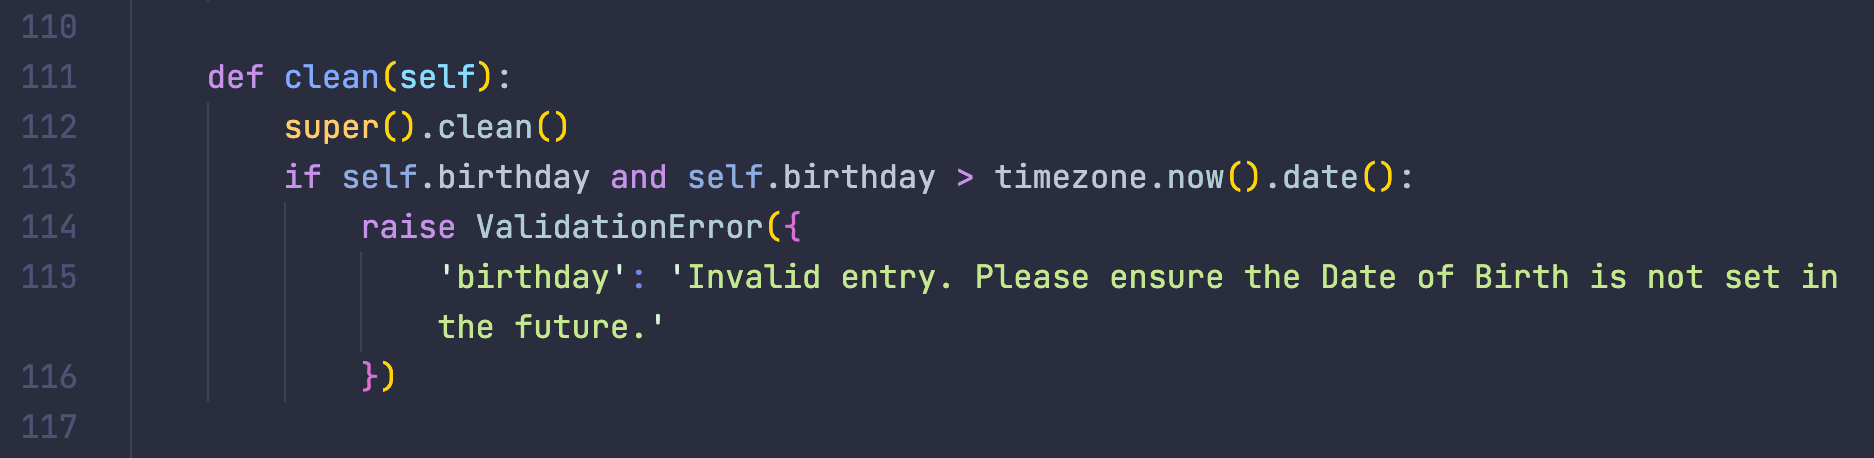 110
111 def clean(self):
112 super().clean()
113 if self.birthday and self.birthday > timezone.now().date():
114 raise ValidationError({
115 'birthday': 'Invalid entry. Please ensure the Date of Birth is not set in
the future.'
116 })
117